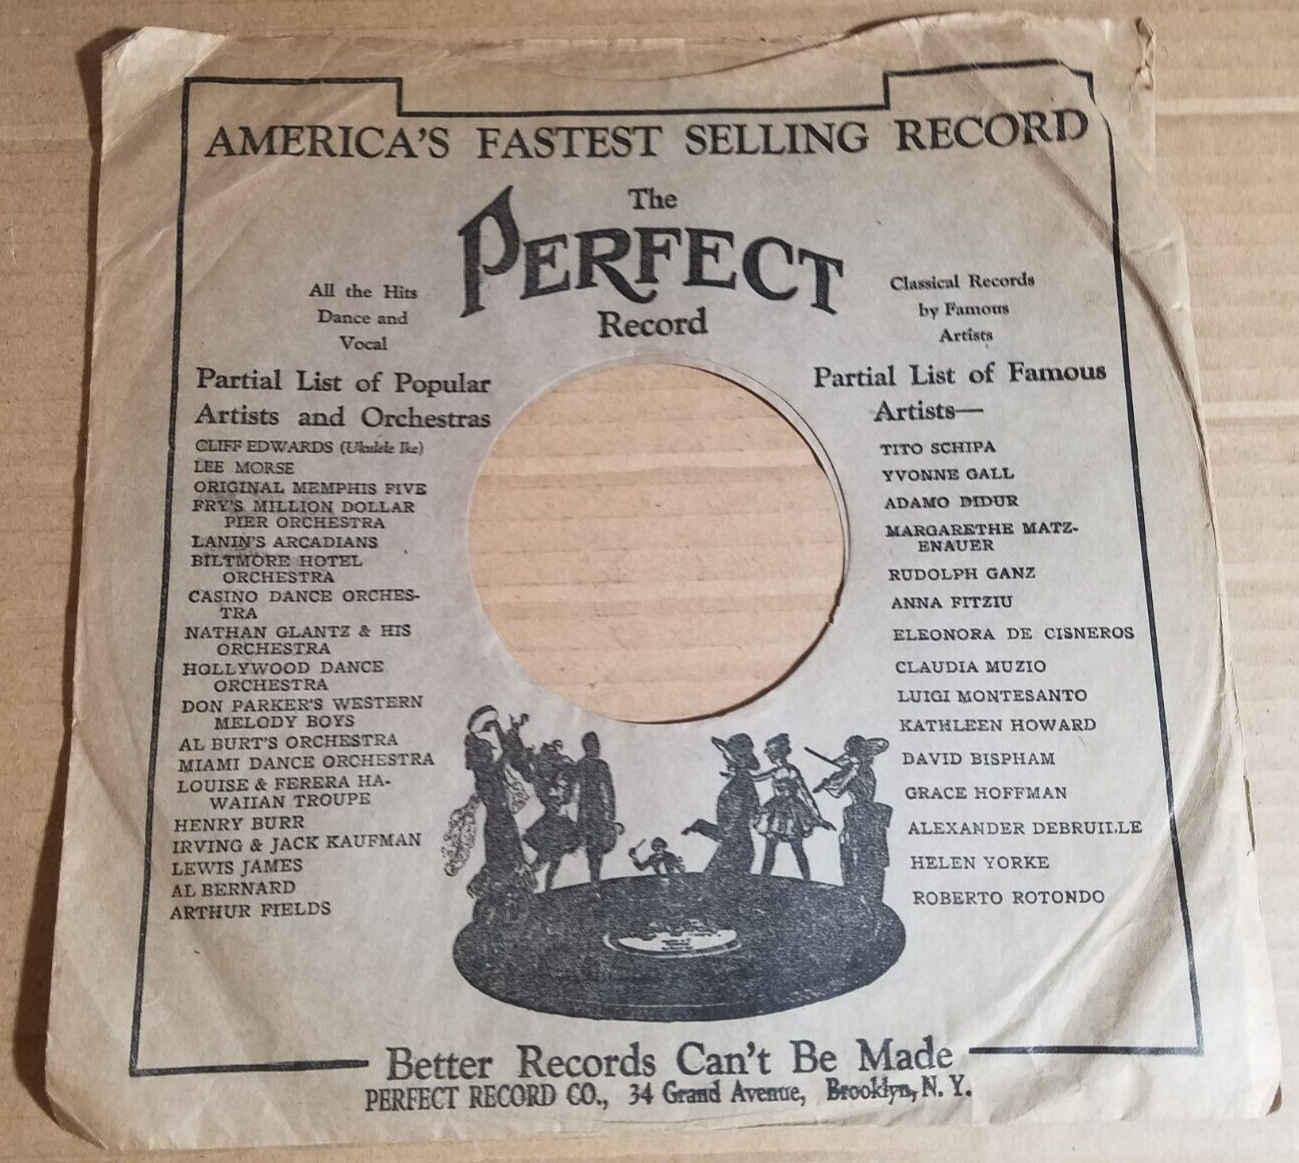 AMERICA'S FASTEST SELLING RECORD
The
PERFECT
Record
All the Hits
Dance and
Vocal
Classical Records
by Famous
Artists
Partial List of Popular
Artists and Orchestras
CLIFF EDWARDS (Ukulele Ike)
LEE MORSE
ORIGINAL MEMPHIS FIVE
FRY'S MILLION DOLLAR
PIER ORCHESTRA
LANIN'S ARCADIANS
BILTMORE HOTEL
ORCHESTRA
CASINO DANCE ORCHES-
TRA
NATHAN GLANTZ & HIS
ORCHESTRA
HOLLYWOOD DANCE
ORCHESTRA
DON PARKER'S WESTERN
MELODY BOYS
AL BURT'S ORCHESTRA
MIAMI DANCE ORCHESTRA
LOUISE & FERERA HA-
WAIIAN TROUPE
HENRY BURR
IRVING & JACK KAUFMAN
LEWIS JAMES
AL BERNARD
ARTHUR FIELDS
Partial List of Famous
Artists—
TITO SCHIPA
YVONNE GALL
ADAMO DIDUR
MARGARETHE MATZ-
ENAUER
RUDOLPH GANZ
ANNA FITZIU
ELEONORA DE CISNEROS
CLAUDIA MUZIO
LUIGI MONTESANTO
KATHLEEN HOWARD
DAVID BISPHAM
GRACE HOFFMAN
ALEXANDER DEBRUILLE
HELEN YORKE
ROBERTO ROTONDO
Better Records Can't Be Made
PERFECT RECORD CO., 34 Grand Avenue, Brooklyn, N. Y.